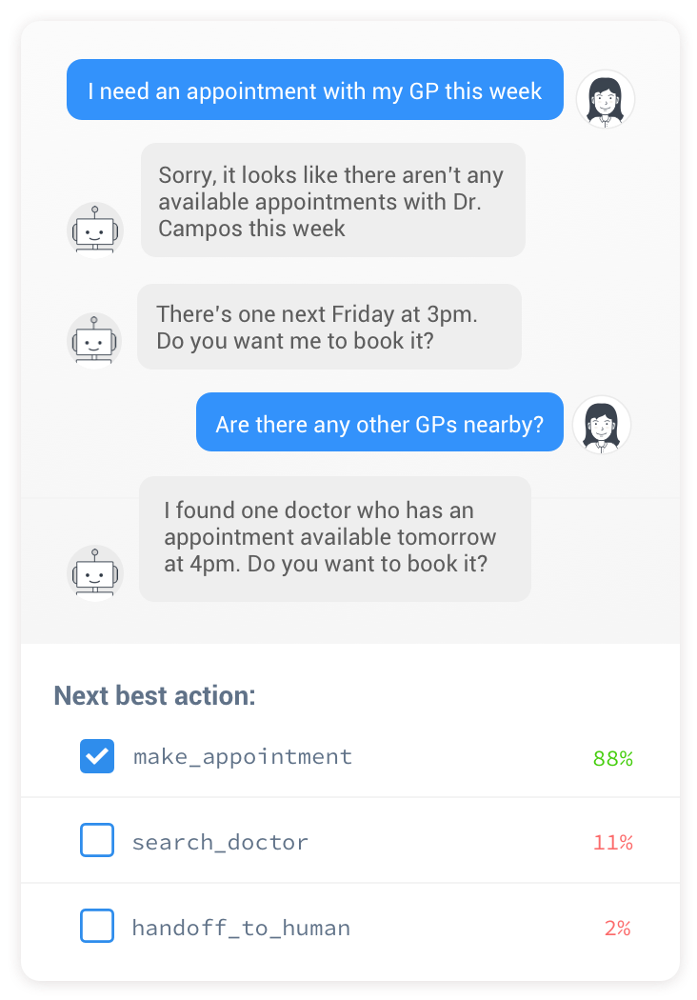 I need an appointment with my GP this week
Sorry, it looks like there aren't any
available appointments with Dr.
Campos this week
There's one next Friday at 3pm.
Do you want me to book it?
Are there any other GPs nearby?
I found one doctor who has an
appointment available tomorrow
at 4pm. Do you want to book it?
Next best action:
make_appointment 88%
search_doctor 11%
handoff_to_human 2%